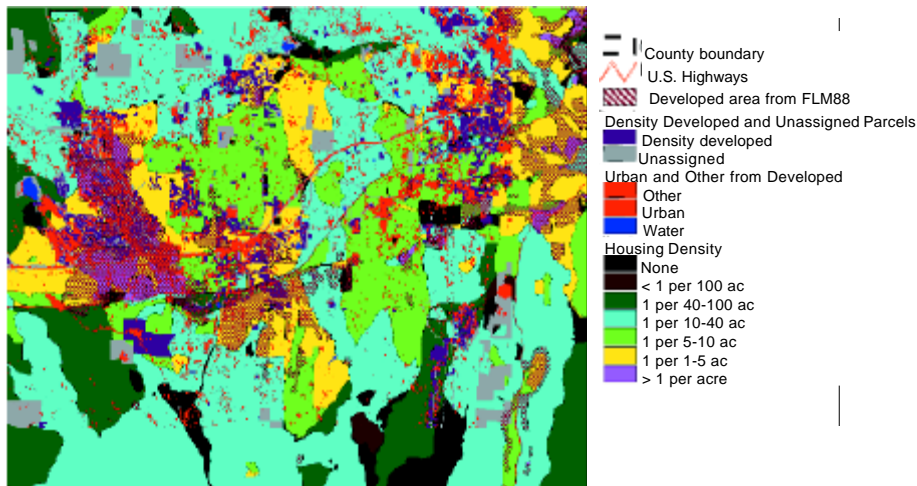 County boundary
U.S. Highways
Developed area from FLM88
Density Developed and Unassigned Parcels
Density developed
Unassigned
Urban and Other from Developed
Other
Urban
Water
Housing Density
None
< 1 per 100 ac
1 per 40-100 ac
1 per 10-40 ac
1 per 5-10 ac
1 per 1-5 ac
> 1 per acre